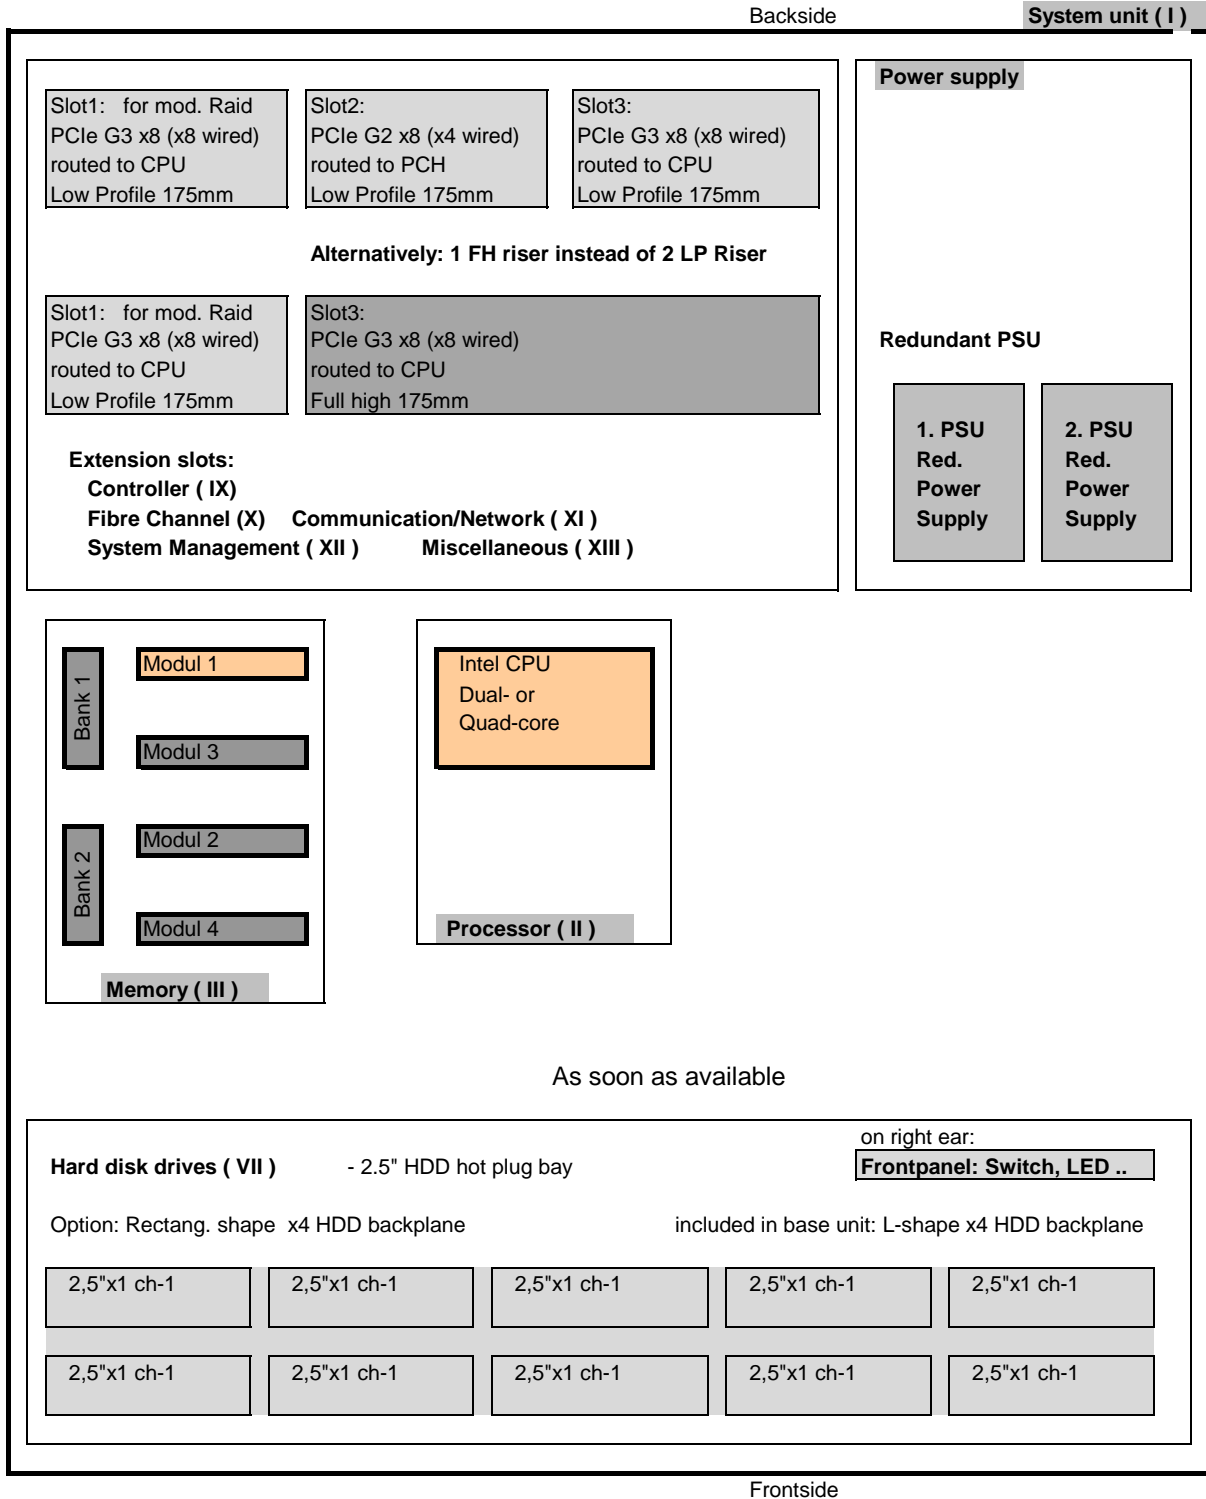 Backside
System unit ( I )
Power supply
Slot1: for mod. Raid
PCIe G3 x8 (x8 wired)
routed to CPU
Low Profile 175mm
Slot2:
PCIe G2 x8 (x4 wired)
routed to PCH
Low Profile 175mm
Slot3:
PCIe G3 x8 (x8 wired)
routed to CPU
Low Profile 175mm
Alternatively: 1 FH riser instead of 2 LP Riser
Slot1: for mod. Raid
PCIe G3 x8 (x8 wired)
routed to CPU
Low Profile 175mm
Slot3:
PCIe G3 x8 (x8 wired)
routed to CPU
Full high 175mm
Redundant PSU
1. PSU
Red.
Power
Supply
2. PSU
Red.
Power
Supply
Extension slots:
Controller ( IX)
Fibre Channel (X) Communication/Network ( XI )
System Management ( XII ) Miscellaneous ( XIII )
Bank 1
Modul 1
Modul 3
Bank 2
Modul 2
Modul 4
Memory ( III )
Intel CPU
Dual- or
Quad-core
Processor ( II )
As soon as available
on right ear:
Hard disk drives ( VII ) - 2.5" HDD hot plug bay
Frontpanel: Switch, LED ..
Option: Rectang. shape x4 HDD backplane
included in base unit: L-shape x4 HDD backplane
2,5"x1 ch-1 2,5"x1 ch-1 2,5"x1 ch-1 2,5"x1 ch-1 2,5"x1 ch-1
2,5"x1 ch-1 2,5"x1 ch-1 2,5"x1 ch-1 2,5"x1 ch-1 2,5"x1 ch-1
Frontside